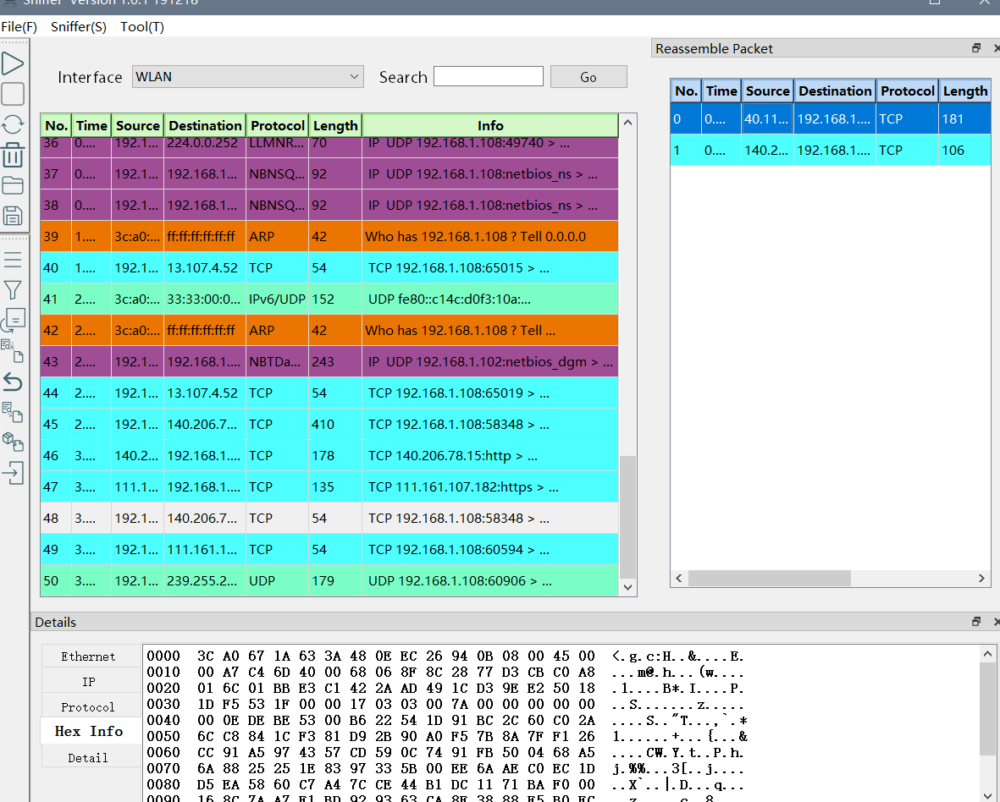 Sniffer Version 1.0.1 191218
File(F) Sniffer(S) Tool(T)
Interface WLAN Search Go
No. Time Source Destination Protocol Length Info
36 0.... 192.1... 224.0.0.252 LLMNR... 70 IP UDP 192.168.1.108:49740 > ...
37 0.... 192.1... 192.168.1... NBNSQ... 92 IP UDP 192.168.1.108:netbios_ns > ...
38 0.... 192.1... 192.168.1... NBNSQ... 92 IP UDP 192.168.1.108:netbios_ns > ...
39 1.... 3c:a0:... ff:ff:ff:ff:ff:ff ARP 42 Who has 192.168.1.108 ? Tell 0.0.0.0
40 1.... 192.1... 13.107.4.52 TCP 54 TCP 192.168.1.108:65015 > ...
41 2.... 3c:a0:... 33:33:00:0... IPv6/UDP 152 UDP fe80::c14c:d0f3:10a:...
42 2.... 3c:a0:... ff:ff:ff:ff:ff:ff ARP 42 Who has 192.168.1.108 ? Tell ...
43 2.... 192.1... 192.168.1.... NBTDa... 243 IP UDP 192.168.1.102:netbios_dgm > ...
44 2.... 192.1... 13.107.4.52 TCP 54 TCP 192.168.1.108:65019 > ...
45 2.... 192.1... 140.206.7... TCP 410 TCP 192.168.1.108:58348 > ...
46 3.... 140.2... 192.168.1.... TCP 178 TCP 140.206.78.15:http > ...
47 3.... 111.1... 192.168.1.... TCP 135 TCP 111.161.107.182:https > ...
48 3.... 192.1... 140.206.7... TCP 54 TCP 192.168.1.108:58348 > ...
49 3.... 192.1... 111.161.1... TCP 54 TCP 192.168.1.108:60594 > ...
50 3.... 192.1... 239.255.2... UDP 179 UDP 192.168.1.108:60906 > ...
Reassemble Packet
No. Time Source Destination Protocol Length
0 0.... 40.11... 192.168.1.... TCP 181
1 0.... 140.2... 192.168.1.... TCP 106
Details
Ethernet
IP
Protocol
Hex Info
Detail
0000 3C A0 67 1A 63 3A 48 0E EC 26 94 0B 08 00 45 00 <.g.c:H..&....E.
0010 00 A7 C4 6D 40 00 68 06 8F 8C 28 77 D3 CB C0 A8 ...m@.h...(w....
0020 01 6C 01 BB E3 C1 42 2A AD 49 1C D3 9E E2 50 18 .l....B*.I....P.
0030 1D F5 53 1F 00 00 17 03 03 00 7A 00 00 00 00 00 ..S.......z.....
0040 00 0E DE BE 53 00 B6 22 54 1D 91 BC 2C 60 C0 2A ....S.."T...,`.*
0050 6C C8 84 1C F3 81 D9 2B 90 A0 F5 7B 8A 7F F1 26 l......+...{...&
0060 CC 91 A5 97 43 57 CD 59 0C 74 91 FB 50 04 68 A5 ....CW.Y.t..P.h.
0070 6A 88 25 25 1E 83 97 33 5B 00 EE 6A AE C0 EC 1D j.%%...3[..j....
0080 D5 EA 58 60 C7 A4 7C CE 44 B1 DC 11 71 BA F0 00 ..X`..|.D...q...
0090 16 8C 7A A7 E1 BD 92 93 63 CA 8E 38 88 E5 B0 EC